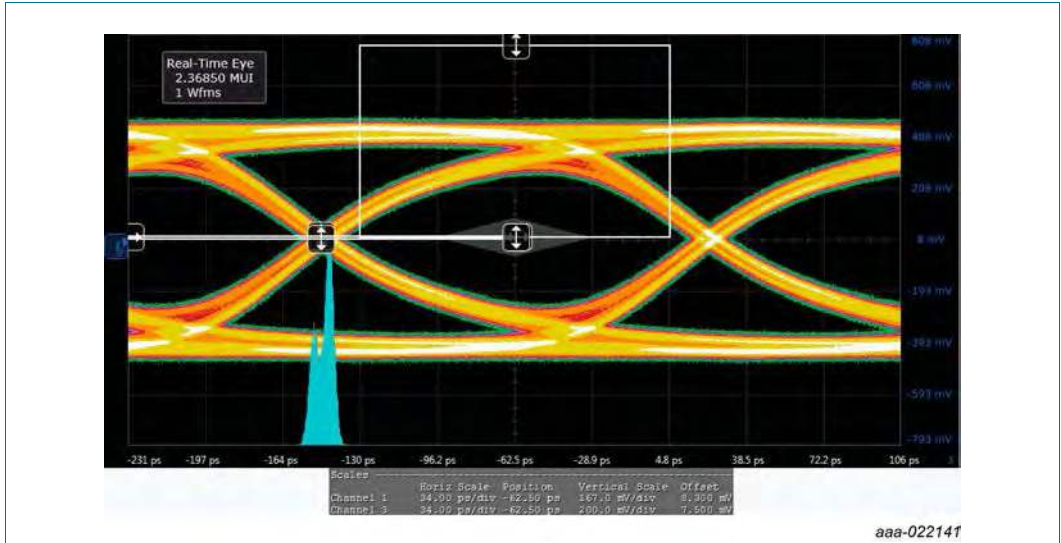 Real-Time Eye
2.36850 MUI
1 Wfms
808 mV
608 mV
408 mV
208 mV
8 mV
-193 mV
-393 mV
-593 mV
-793 mV
-231 ps -197 ps -164 ps -130 ps -96.2 ps -62.5 ps -28.9 ps 4.8 ps 38.5 ps 72.2 ps 106 ps
Scales
Horiz Scale Position Vertical Scale Offset
Channel 1 34.00 ps/div -62.50 ps 167.0 mV/div 8.300 mV
Channel 3 34.00 ps/div -62.50 ps 200.0 mV/div 7.500 mV
aaa-022141